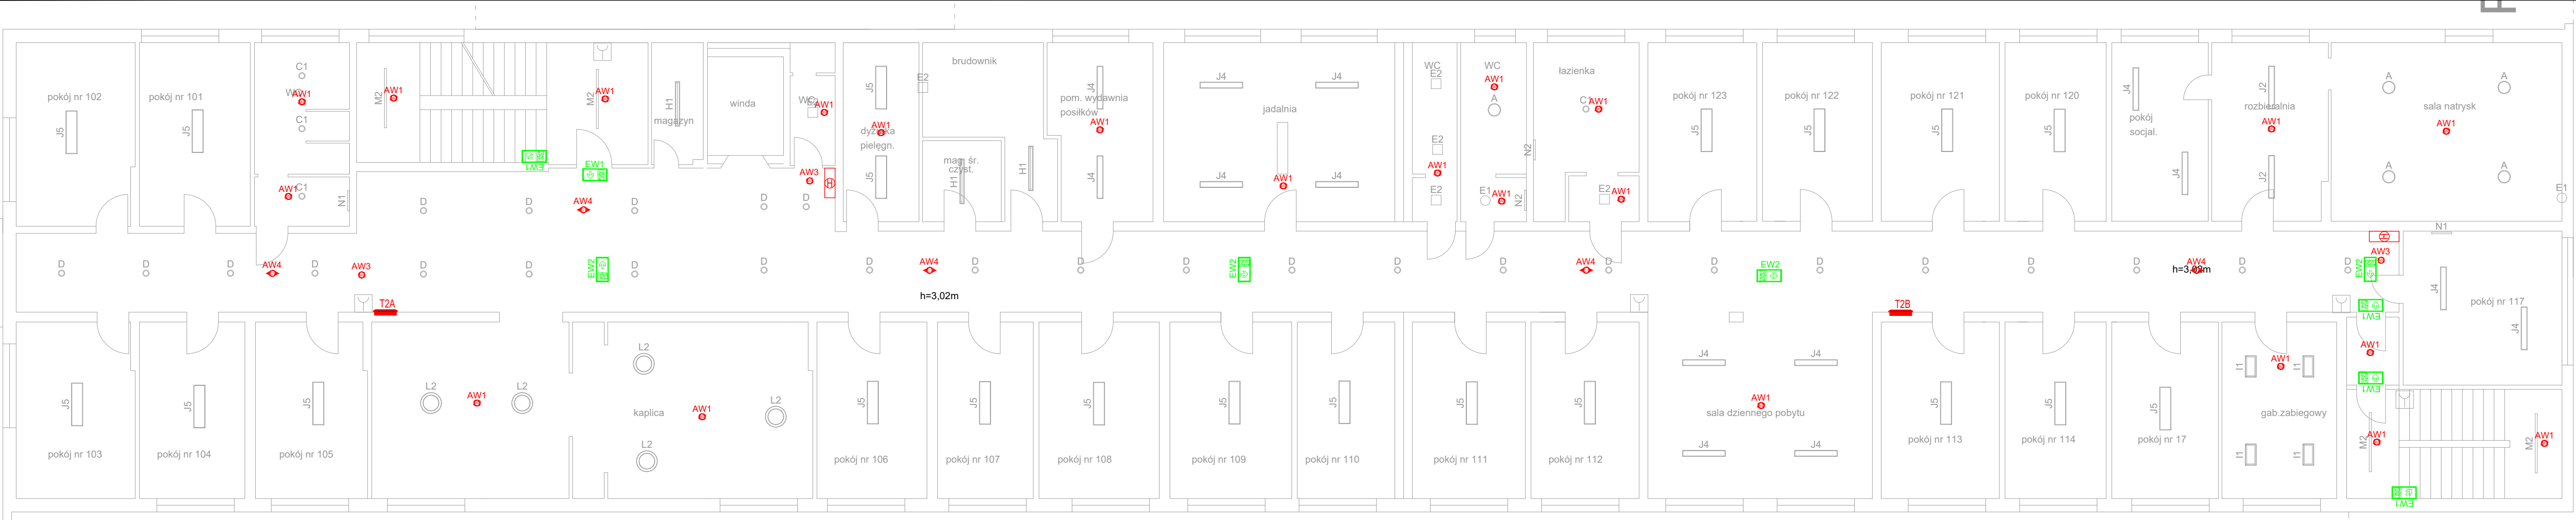 pokój nr 102
J5
pokój nr 101
J5
C1
AW1
C1
AW1
C1
N1
M2
AW1
EW1
M2
AW1
EW1
H1
magazyn
winda
AW1
AW3
J5
AW1
dyżurka
pielęgn.
J5
E2
brudownik
mag. śr.
czyst.
H1
H1
J4
pom. wydawnia
posiłków
AW1
J4
J4
J4
jadalnia
J4
AW1
J4
WC
E2
E2
AW1
E2
WC
AW1
A
E1
AW1
N2
N2
łazienka
C1
AW1
E2
AW1
pokój nr 123
J5
pokój nr 122
J5
pokój nr 121
J5
pokój nr 120
J5
J4
pokój
socjal.
J4
J2
rozbieralnia
AW1
J2
A
A
sala natrysk
AW1
A
A
E1
N1
D
D
AW4
D
D
D
D
D
D
AW4
D
AW3
D
D
EW2
D
D
D
AW4
D
D
D
EW2
D
D
D
AW4
D
D
EW2
D
D
D
D
AW4
D
D
EW2
AW3
h=3,02m
h=3,02m
T2A
T2B
EW1
J4
pokój nr 117
J4
J5
pokój nr 103
J5
pokój nr 104
J5
pokój nr 105
L2
AW1
L2
L2
kaplica
AW1
L2
L2
J5
pokój nr 106
J5
pokój nr 107
J5
pokój nr 108
J5
pokój nr 109
J5
pokój nr 110
J5
pokój nr 111
J5
pokój nr 112
J4
J4
AW1
sala dziennego pobytu
J4
J4
J5
pokój nr 113
J5
pokój nr 114
J5
pokój nr 17
I1
AW1
I1
gab.zabiegowy
I1
I1
AW1
EW1
M2
AW1
EW1
M2
AW1